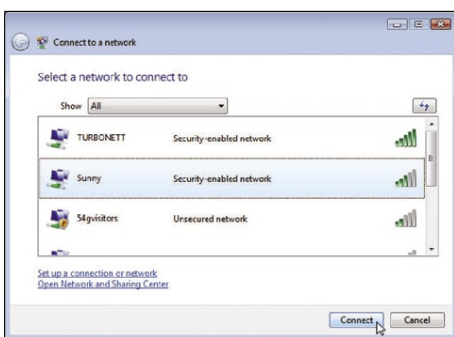 Connect to a network
Select a network to connect to
Show All
TURBONETT Security-enabled network
Sunny Security-enabled network
54gvisitors Unsecured network
Set up a connection or network
Open Network and Sharing Center
Connect Cancel